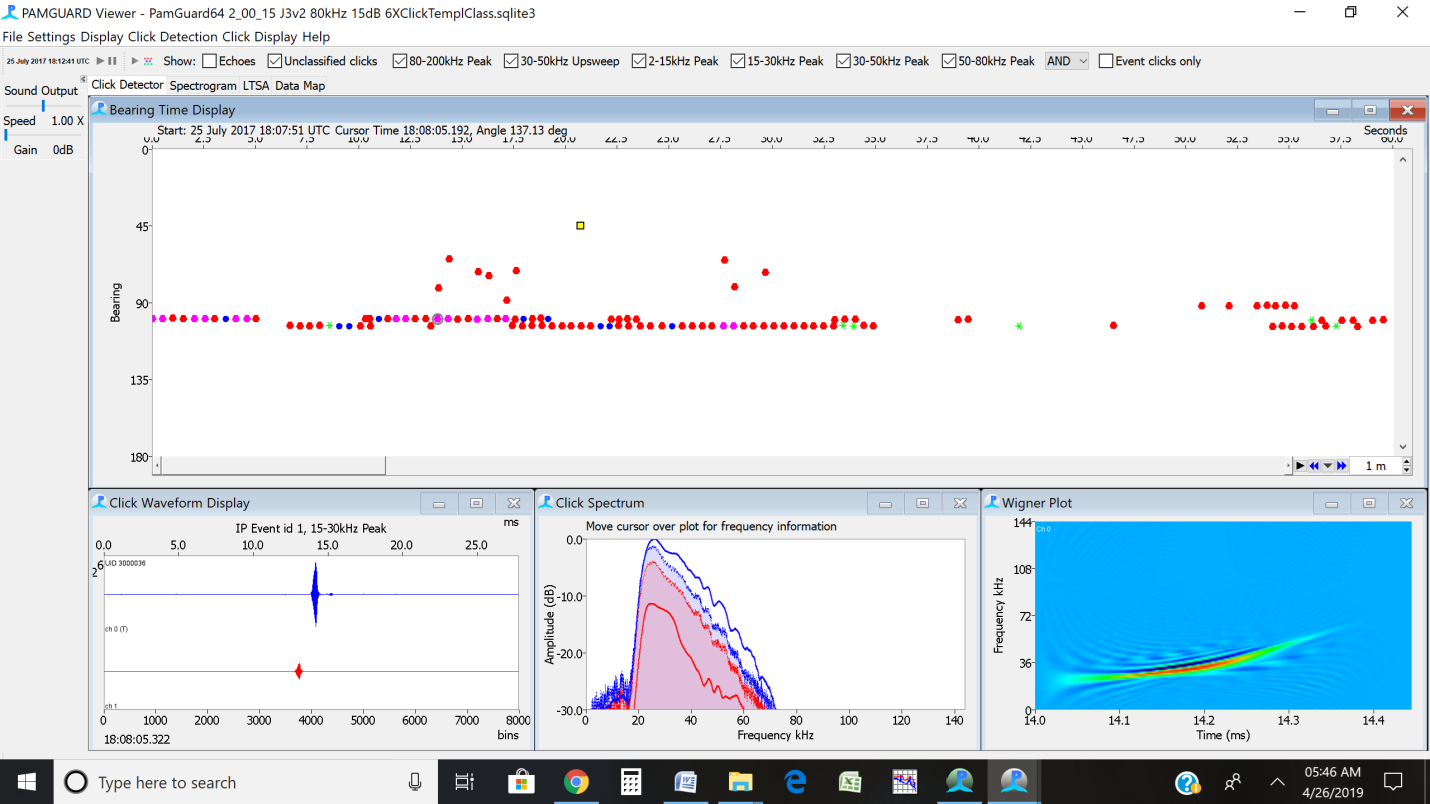 PAMGUARD Viewer - PamGuard64 2_00_15 J3v2 80kHz 15dB 6XClickTemplClass.sqlite3
File Settings Display Click Detection Click Display Help
25 July 2017 18:12:41 UTC Show: Echoes Unclassified clicks 80-200kHz Peak 30-50kHz Upsweep 2-15kHz Peak 15-30kHz Peak 30-50kHz Peak 50-80kHz Peak AND Event clicks only
Sound Output
Speed 1.00 X
Gain 0dB
Click Detector Spectrogram LTSA Data Map
Bearing Time Display
Start: 25 July 2017 18:07:51 UTC Cursor Time 18:08:05.192, Angle 137.13 deg Seconds
0.0 2.5 5.0 7.5 10.0 12.5 15.0 17.5 20.0 22.5 25.0 27.5 30.0 32.5 35.0 37.5 40.0 42.5 45.0 47.5 50.0 52.5 55.0 57.5 60.0
0
45
90
135
180
Bearing
1 m
Click Waveform Display
IP Event id 1, 15-30kHz Peak ms
0.0 5.0 10.0 15.0 20.0 25.0
2^6
UID 3000036
ch 0 (T)
ch 1
0 1000 2000 3000 4000 5000 6000 7000 8000
18:08:05.322 bins
Click Spectrum
Move cursor over plot for frequency information
0.0
-10.0
-20.0
-30.0
Amplitude (dB)
0 20 40 60 80 100 120 140
Frequency kHz
Wigner Plot
Ch 0
144
108
72
36
0
Frequency kHz
14.0 14.1 14.2 14.3 14.4
Time (ms)
Type here to search
05:46 AM
4/26/2019